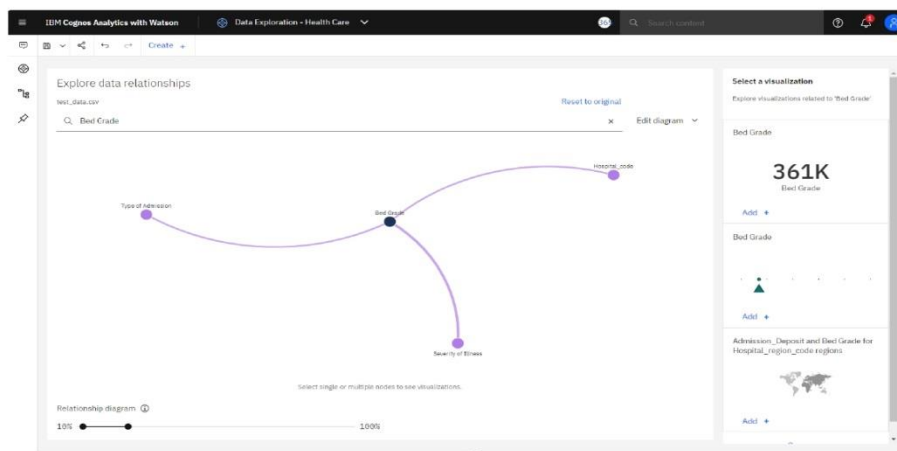 IBM Cognos Analytics with Watson
Data Exploration - Health Care
Search content
Create +
Explore data relationships
test_data.csv
Reset to original
Bed Grade
Edit diagram
Hospital_code
Type of Admission
Bed Grade
Severity of Illness
Select single or multiple nodes to see visualizations.
Relationship diagram
10%
100%
Select a visualization
Explore visualizations related to 'Bed Grade'
Bed Grade
361K
Bed Grade
Add +
Bed Grade
Add +
Admission_Deposit and Bed Grade for
Hospital_region_code regions
Add +